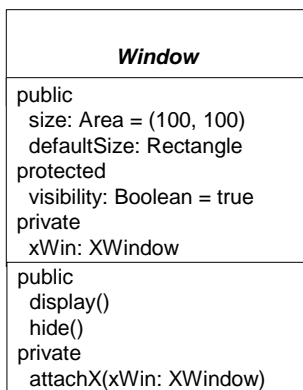 Window
public
size: Area = (100, 100)
defaultSize: Rectangle
protected
visibility: Boolean = true
private
xWin: XWindow
public
display()
hide()
private
attachX(xWin: XWindow)